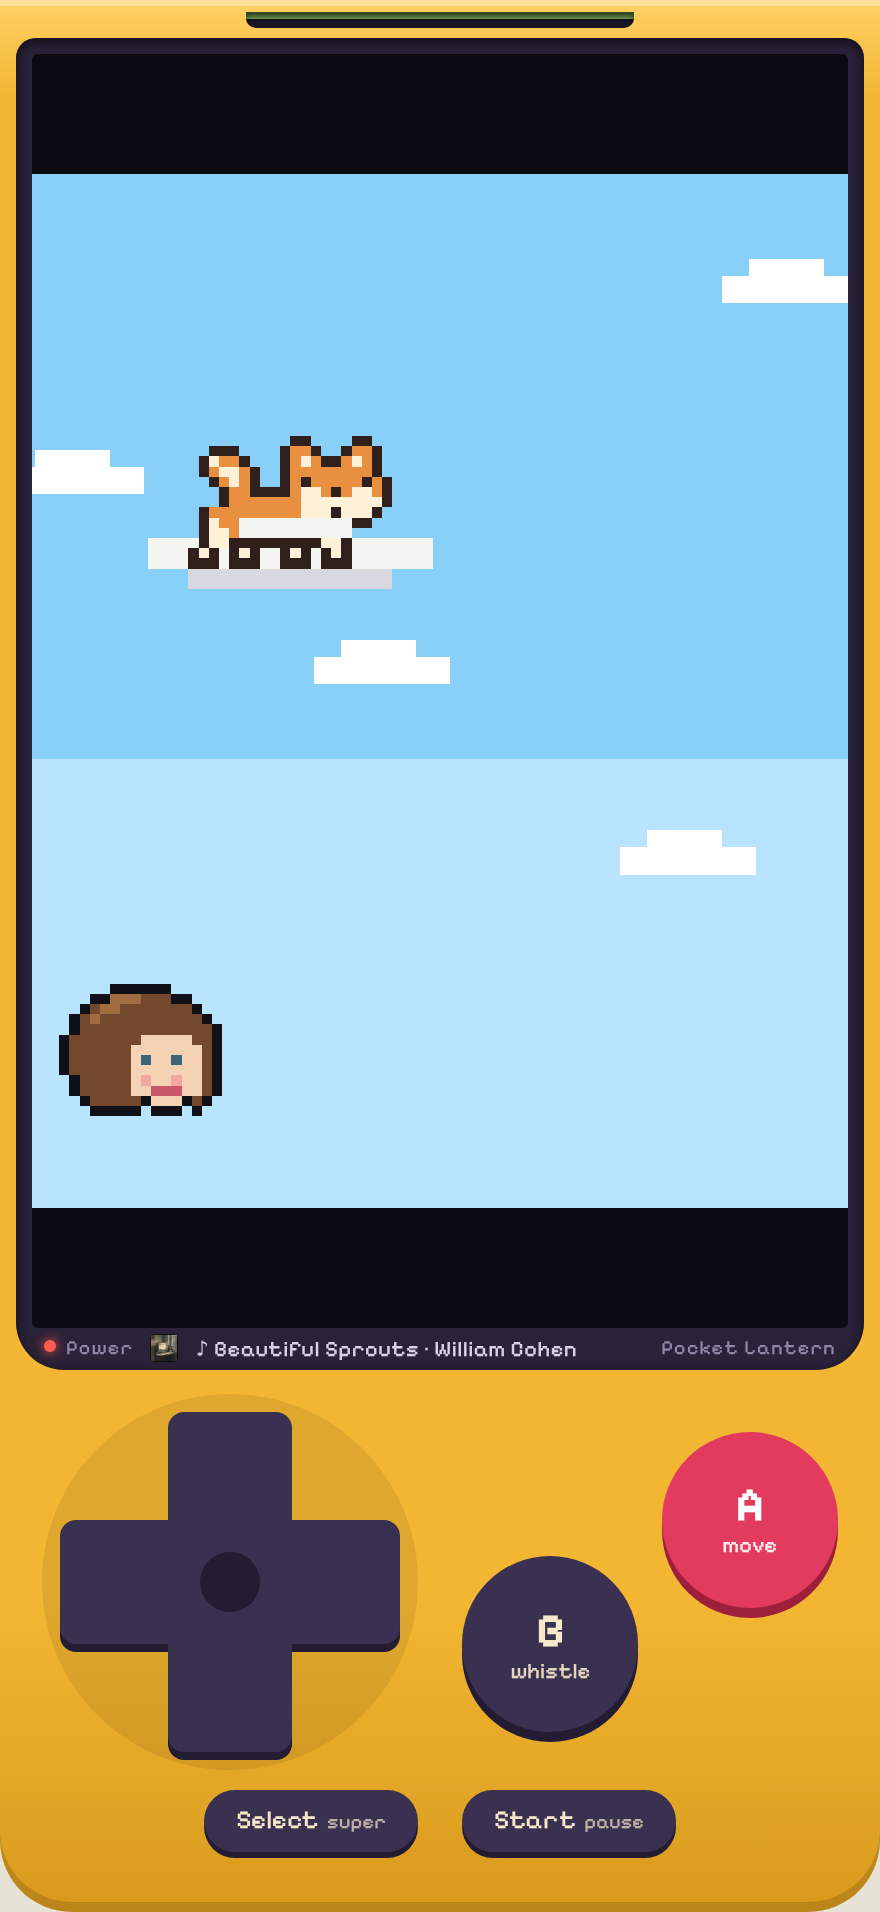 Power
♪ Beautiful Sprouts · William Cohen
Pocket Lantern
A
move
B
whistle
Select super
Start pause